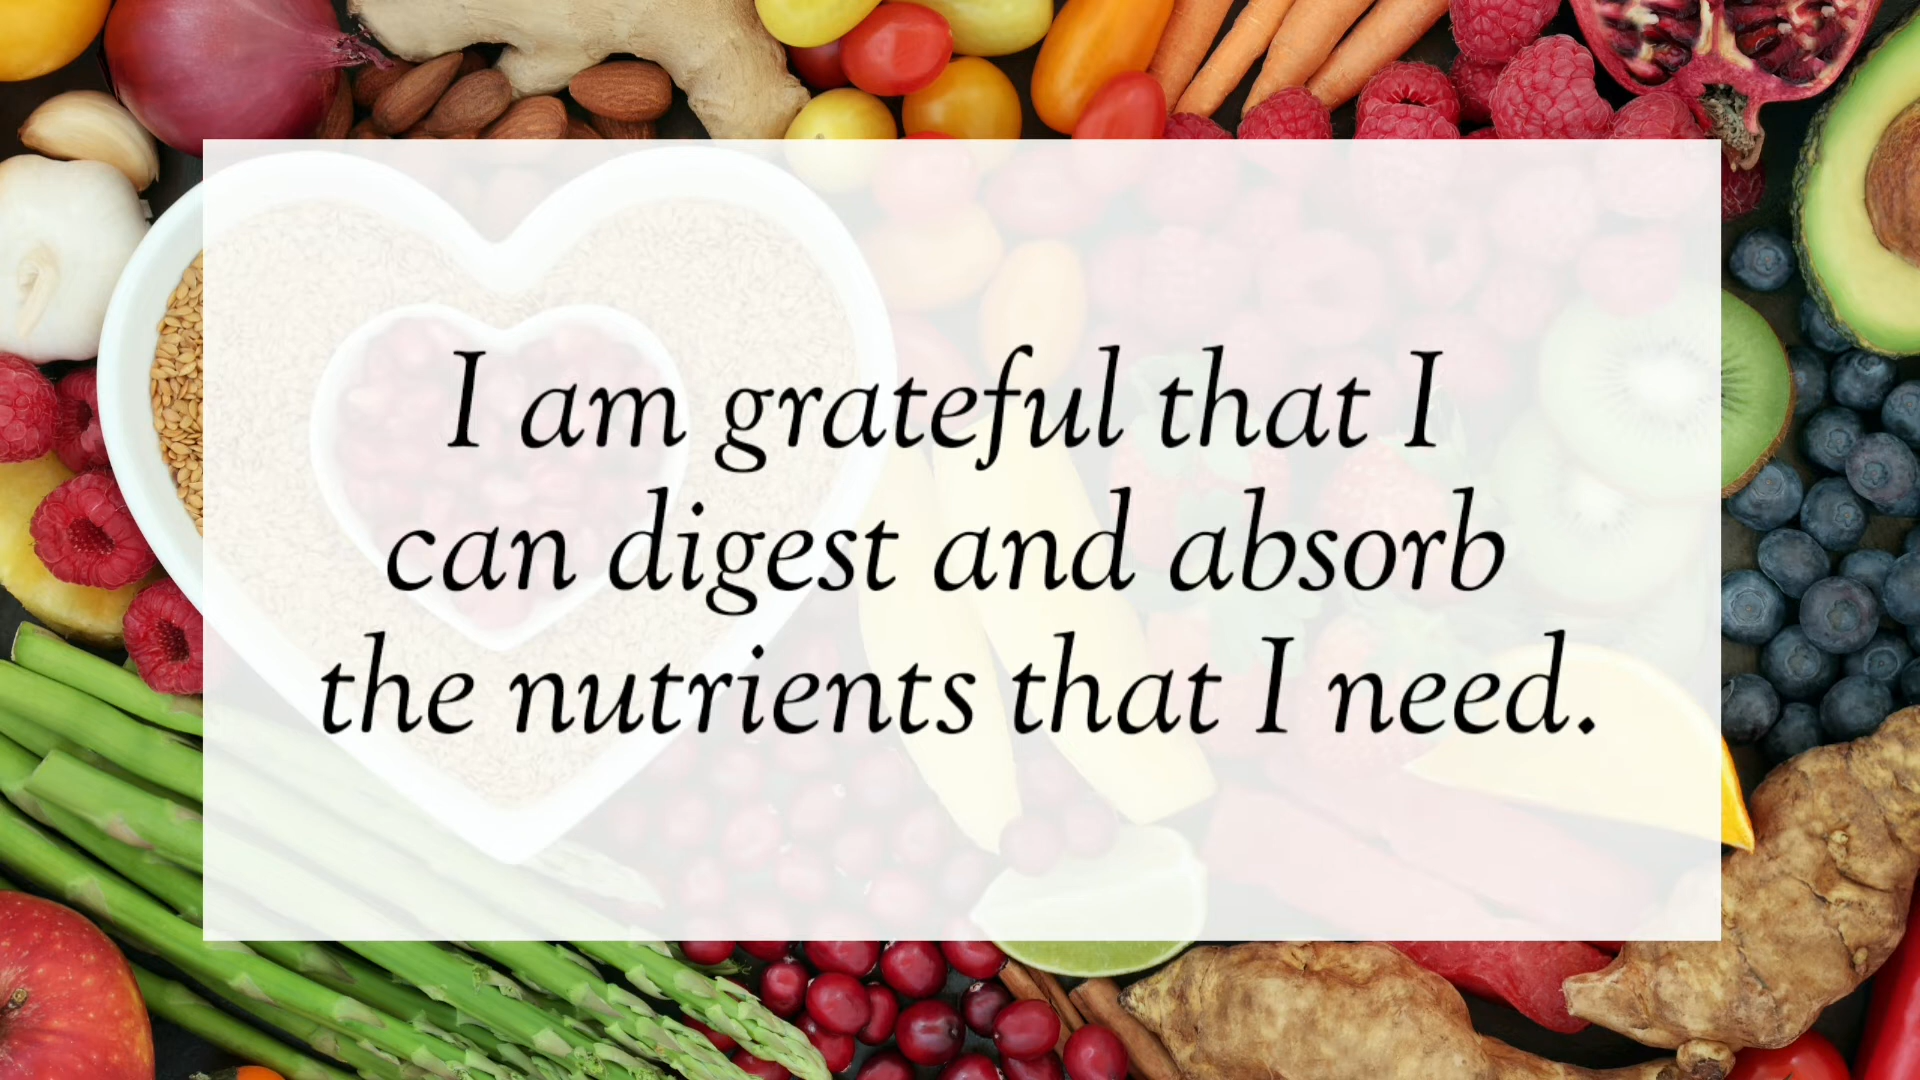 I am grateful that I
can digest and absorb
the nutrients that I need.